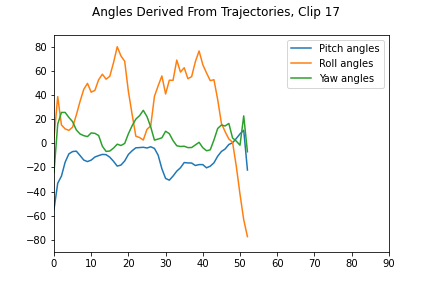 Angles Derived From Trajectories, Clip 17
80
60
40
20
0
−20
−40
−60
−80
Pitch angles
Roll angles
Yaw angles
0 10 20 30 40 50 60 70 80 90